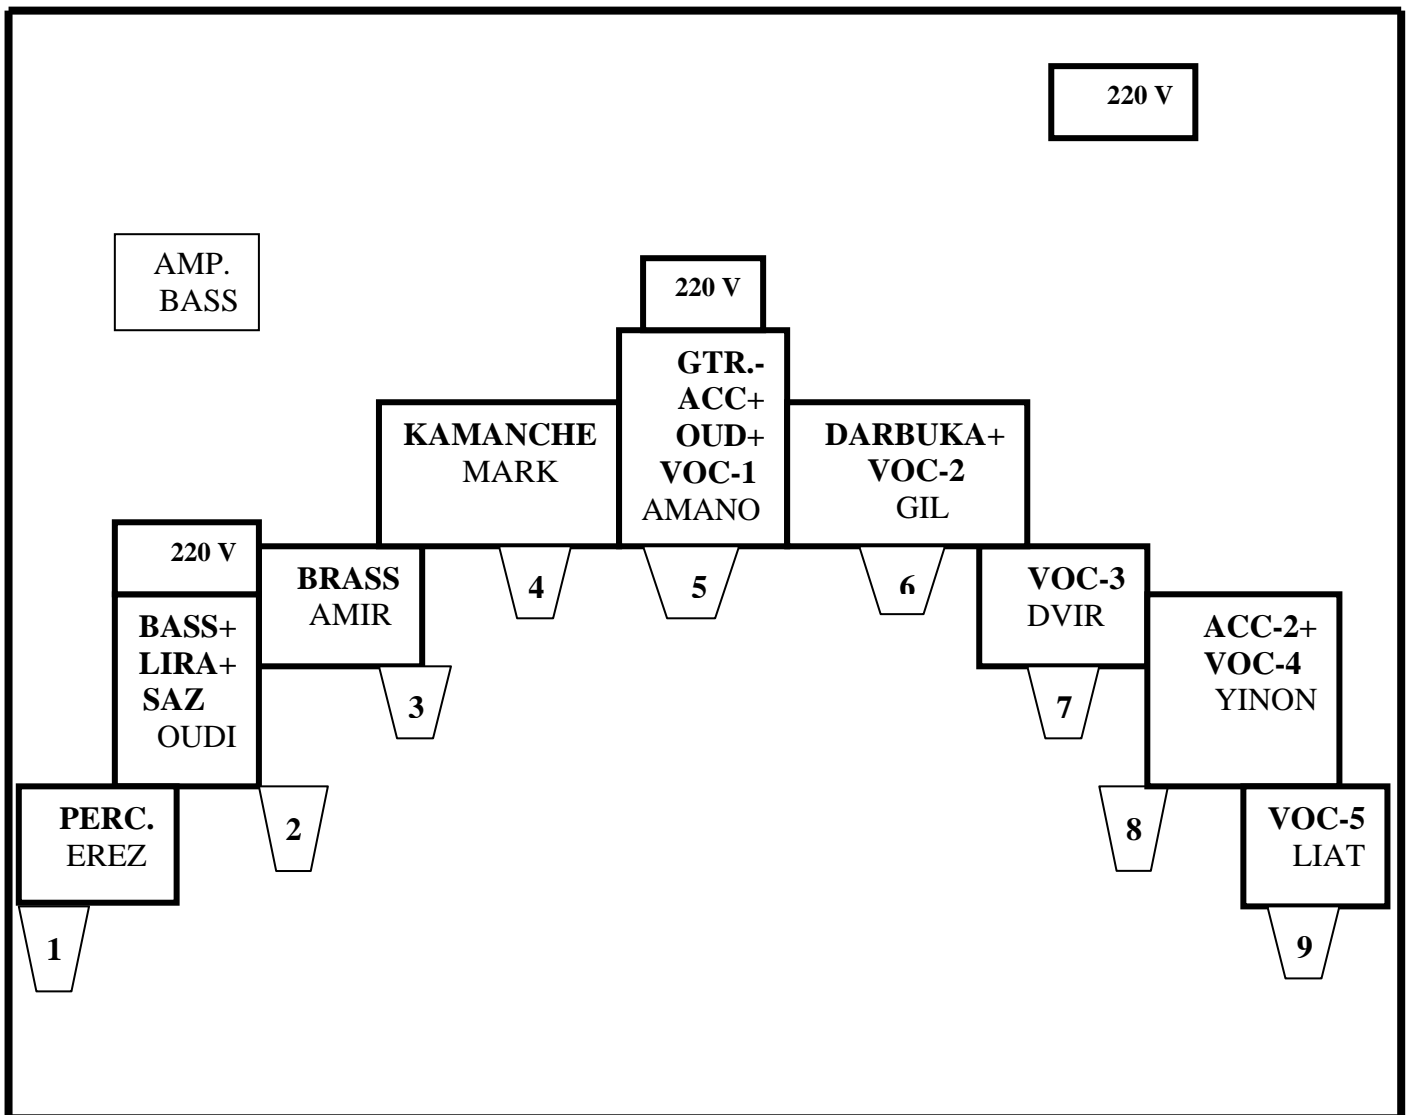 220 V
AMP.
BASS
220 V
GTR.-
ACC+
OUD+
VOC-1
AMANO
KAMANCHE
MARK
DARBUKA+
VOC-2
GIL
220 V
BASS+
LIRA+
SAZ
OUDI
BRASS
AMIR
4
5
6
VOC-3
DVIR
ACC-2+
VOC-4
YINON
3
7
PERC.
EREZ
2
8
VOC-5
LIAT
1
9